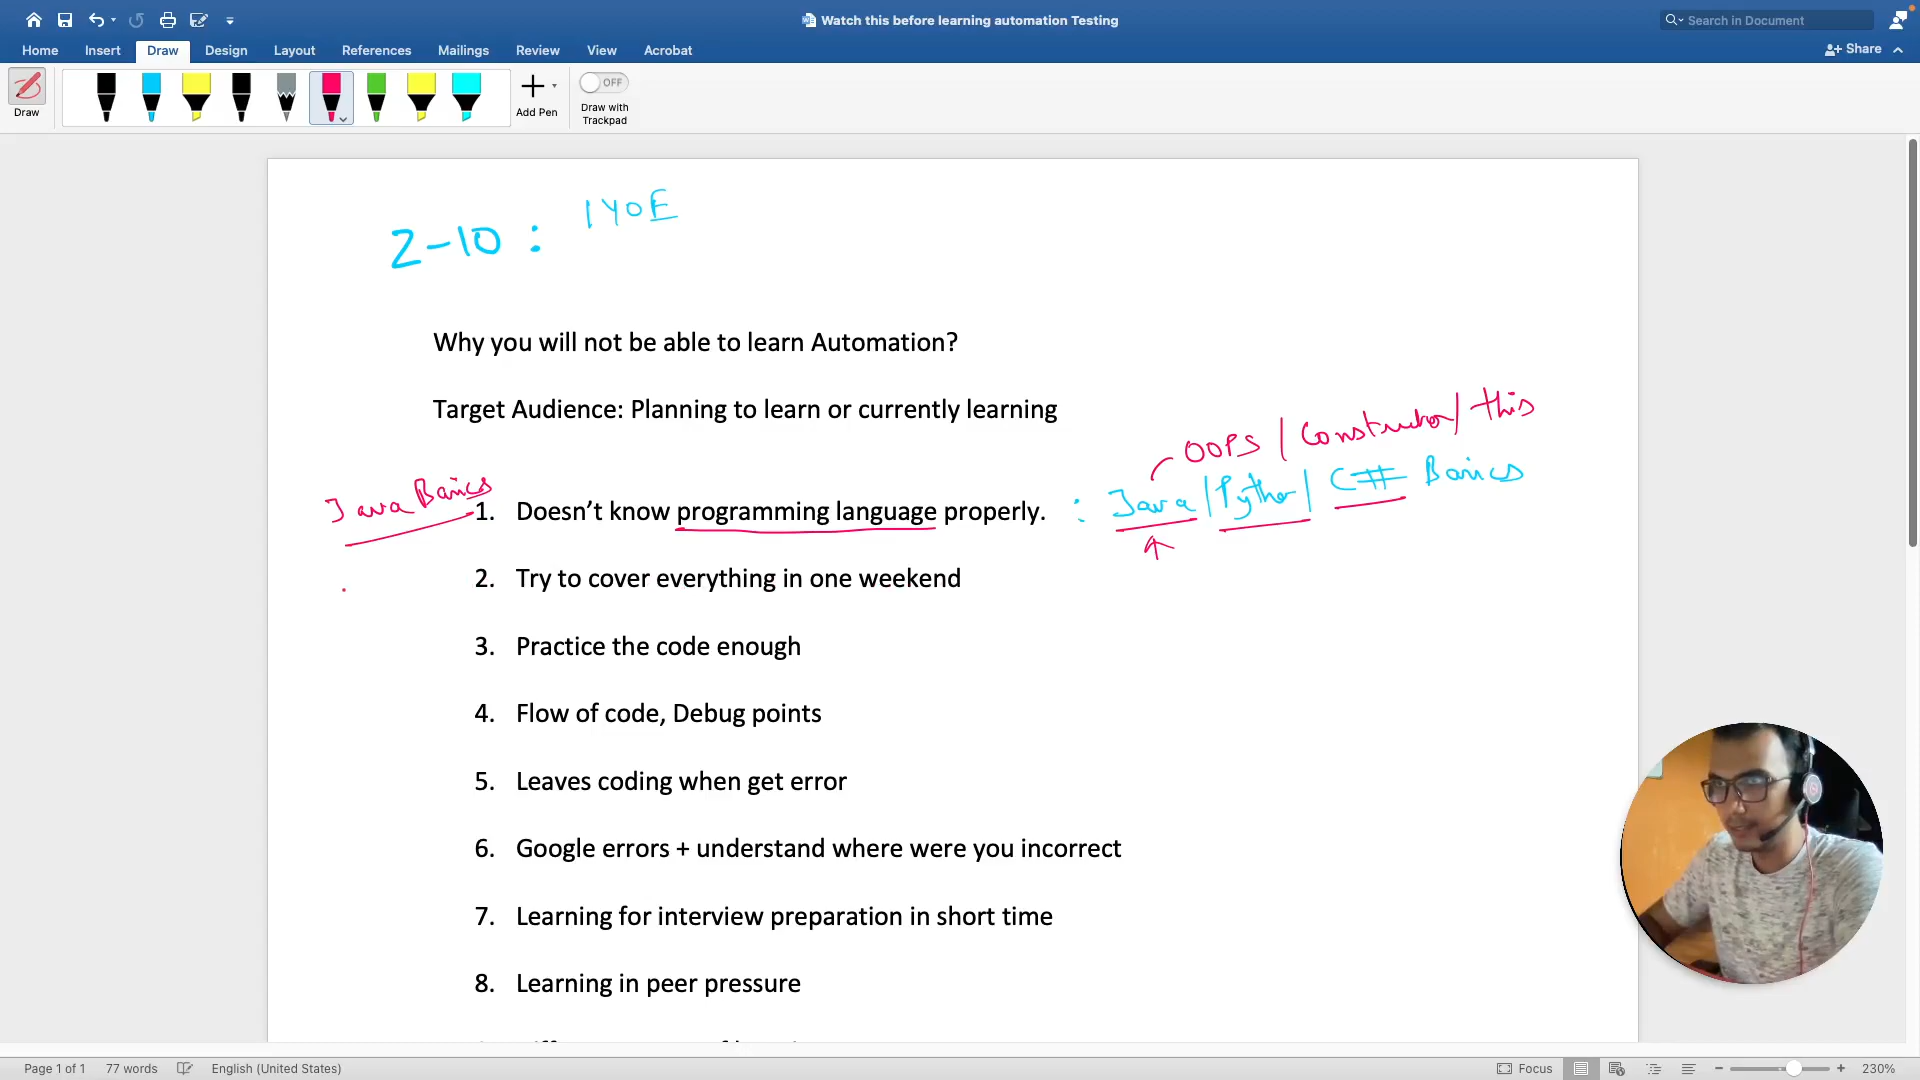 Watch this before learning automation Testing
Search in Document
Home Insert Draw Design Layout References Mailings Review View Acrobat
Share
Draw
Add Pen
OFF
Draw with
Trackpad
1 YOE
2-10 :
Why you will not be able to learn Automation?
Target Audience: Planning to learn or currently learning
OOPS / Constructor / this
Java Basics
1. Doesn’t know programming language properly. : Java / Python / C# Basics
2. Try to cover everything in one weekend
3. Practice the code enough
4. Flow of code, Debug points
5. Leaves coding when get error
6. Google errors + understand where were you incorrect
7. Learning for interview preparation in short time
8. Learning in peer pressure
Page 1 of 1 77 words English (United States) Focus 230%